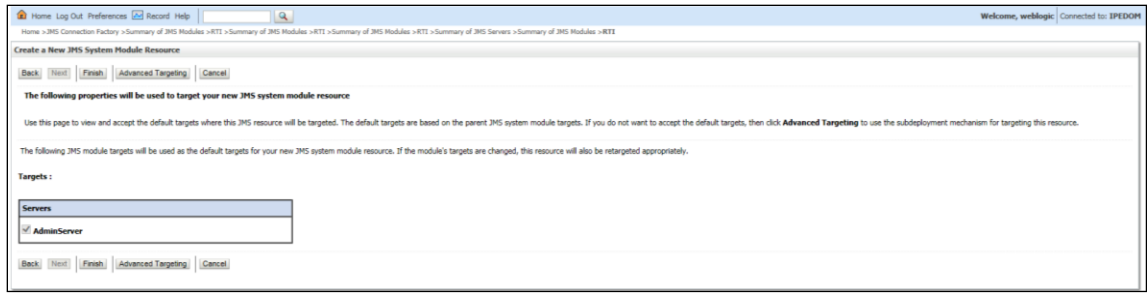 Home Log Out Preferences Record Help
Welcome, weblogic Connected to: IPEDOM
Home >JMS Connection Factory >Summary of JMS Modules >RTI >Summary of JMS Modules >RTI >Summary of JMS Modules >RTI >Summary of JMS Servers >Summary of JMS Modules >RTI
Create a New JMS System Module Resource
Back Next Finish Advanced Targeting Cancel
The following properties will be used to target your new JMS system module resource
Use this page to view and accept the default targets where this JMS resource will be targeted. The default targets are based on the parent JMS system module targets. If you do not want to accept the default targets, then click Advanced Targeting to use the subdeployment mechanism for targeting this resource.
The following JMS module targets will be used as the default targets for your new JMS system module resource. If the module's targets are changed, this resource will also be retargeted appropriately.
Targets :
Servers
AdminServer
Back Next Finish Advanced Targeting Cancel